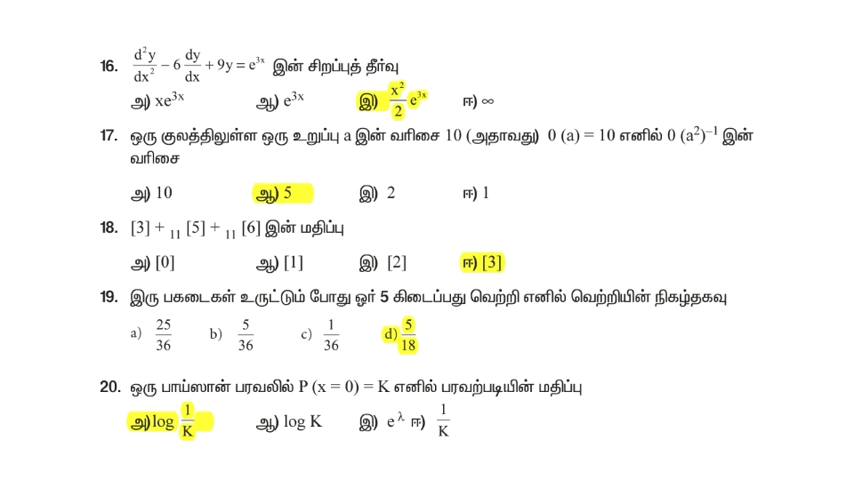 16. d²y/dx² − 6 dy/dx + 9y = e³ˣ இன் சிறப்புத் தீர்வு
அ) xe³ˣ ஆ) e³ˣ இ) x²/2 e³ˣ ஈ) ∞
17. ஒரு குலத்திலுள்ள ஒரு உறுப்பு a இன் வரிசை 10 (அதாவது) 0 (a) = 10 எனில் 0 (a²)⁻¹ இன்
வரிசை
அ) 10 ஆ) 5 இ) 2 ஈ) 1
18. [3] + ₁₁ [5] + ₁₁ [6] இன் மதிப்பு
அ) [0] ஆ) [1] இ) [2] ஈ) [3]
19. இரு பகடைகள் உருட்டும் போது ஓர் 5 கிடைப்பது வெற்றி எனில் வெற்றியின் நிகழ்தகவு
a) 25/36 b) 5/36 c) 1/36 d) 5/18
20. ஒரு பாய்ஸான் பரவலில் P (x = 0) = K எனில் பரவற்படியின் மதிப்பு
அ) log 1/K ஆ) log K இ) e^λ ஈ) 1/K